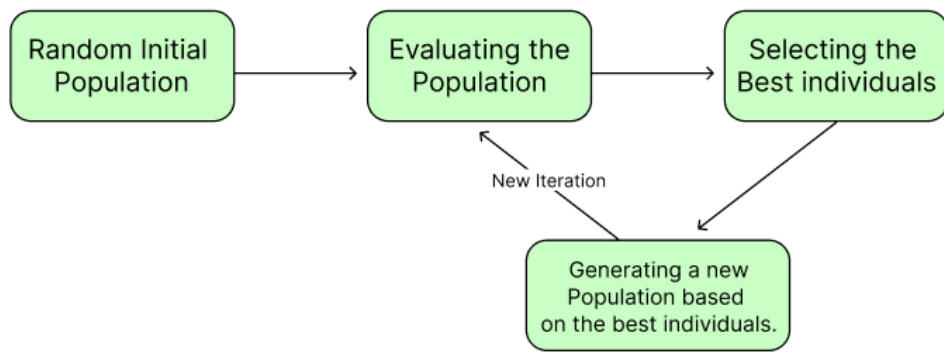 Random Initial
Population
Evaluating the
Population
Selecting the
Best individuals
New Iteration
Generating a new
Population based
on the best individuals.